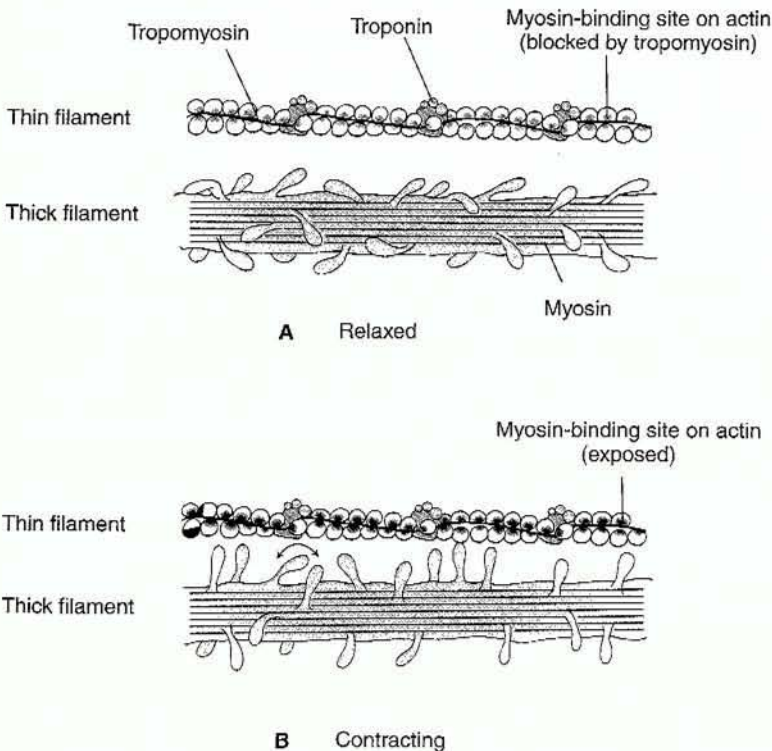 Tropomyosin
Troponin
Myosin-binding site on actin
(blocked by tropomyosin)
Thin filament
Thick filament
Myosin
A Relaxed
Myosin-binding site on actin
(exposed)
Thin filament
Thick filament
B Contracting